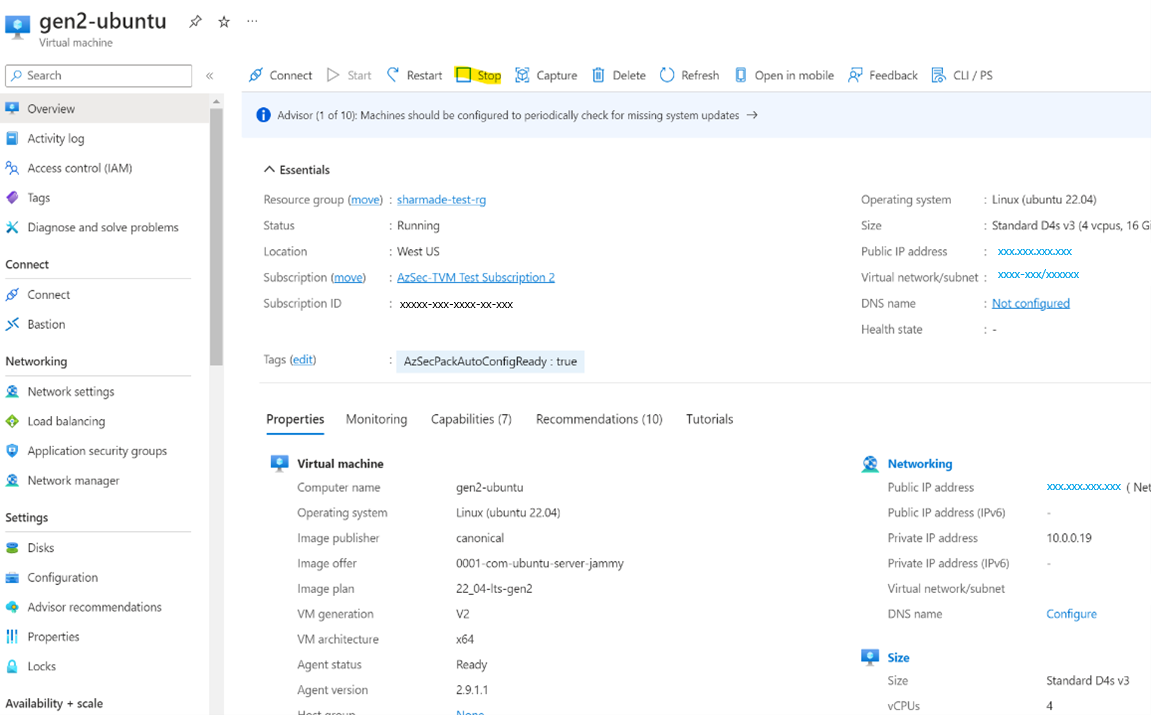 gen2-ubuntu
Virtual machine
Search
«
Connect Start Restart Stop Capture Delete Refresh Open in mobile Feedback CLI / PS
Overview
Activity log
Access control (IAM)
Tags
Diagnose and solve problems
Connect
Connect
Bastion
Networking
Network settings
Load balancing
Application security groups
Network manager
Settings
Disks
Configuration
Advisor recommendations
Properties
Locks
Availability + scale
Advisor (1 of 10): Machines should be configured to periodically check for missing system updates →
Essentials
Resource group (move) : sharmade-test-rg
Status : Running
Location : West US
Subscription (move) : AzSec-TVM Test Subscription 2
Subscription ID : xxxxx-xxx-xxxx-xx-xxx
Operating system : Linux (ubuntu 22.04)
Size : Standard D4s v3 (4 vcpus, 16 Gi
Public IP address : xxx.xxx.xxx.xxx
Virtual network/subnet : xxxx-xxx/xxxxxx
DNS name : Not configured
Health state : -
Tags (edit) : AzSecPackAutoConfigReady : true
Properties Monitoring Capabilities (7) Recommendations (10) Tutorials
Virtual machine
Computer name gen2-ubuntu
Operating system Linux (ubuntu 22.04)
Image publisher canonical
Image offer 0001-com-ubuntu-server-jammy
Image plan 22_04-lts-gen2
VM generation V2
VM architecture x64
Agent status Ready
Agent version 2.9.1.1
Host group None
Networking
Public IP address xxx.xxx.xxx.xxx ( Net
Public IP address (IPv6) -
Private IP address 10.0.0.19
Private IP address (IPv6) -
Virtual network/subnet
DNS name Configure
Size
Size Standard D4s v3
vCPUs 4